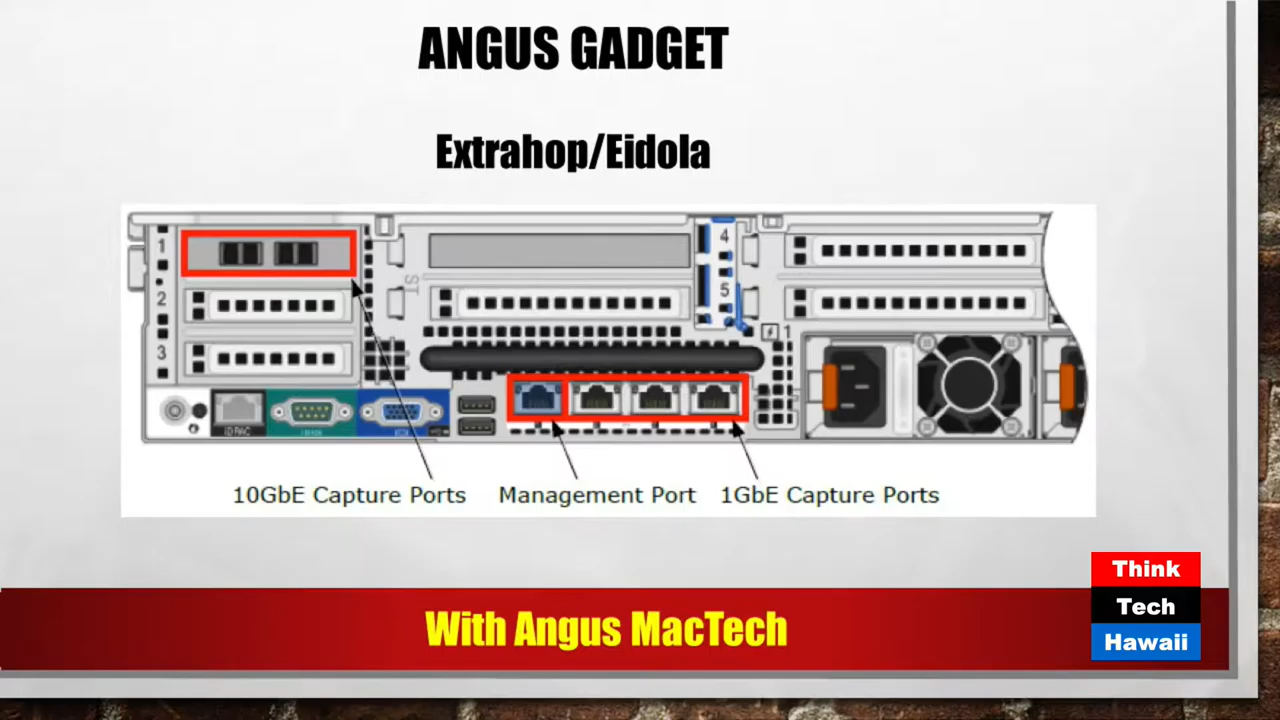 ANGUS GADGET
Extrahop/Eidola
1
2
3
4
5
1
iDRAC
10GbE Capture Ports
Management Port
1GbE Capture Ports
With Angus MacTech
Think
Tech
Hawaii